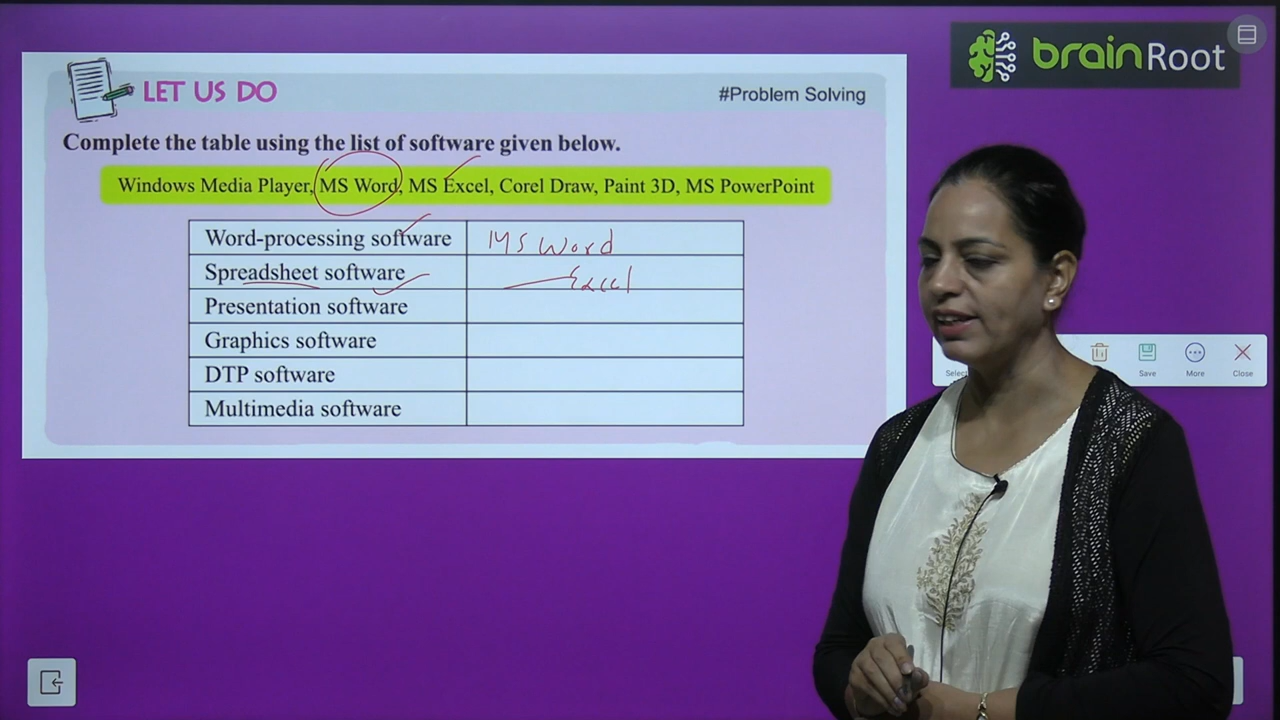 brainRoot
LET US DO
#Problem Solving
Complete the table using the list of software given below.
Windows Media Player, MS Word, MS Excel, Corel Draw, Paint 3D, MS PowerPoint
Word-processing software MS Word
Spreadsheet software Excel
Presentation software
Graphics software
DTP software
Multimedia software
Select Save More Close